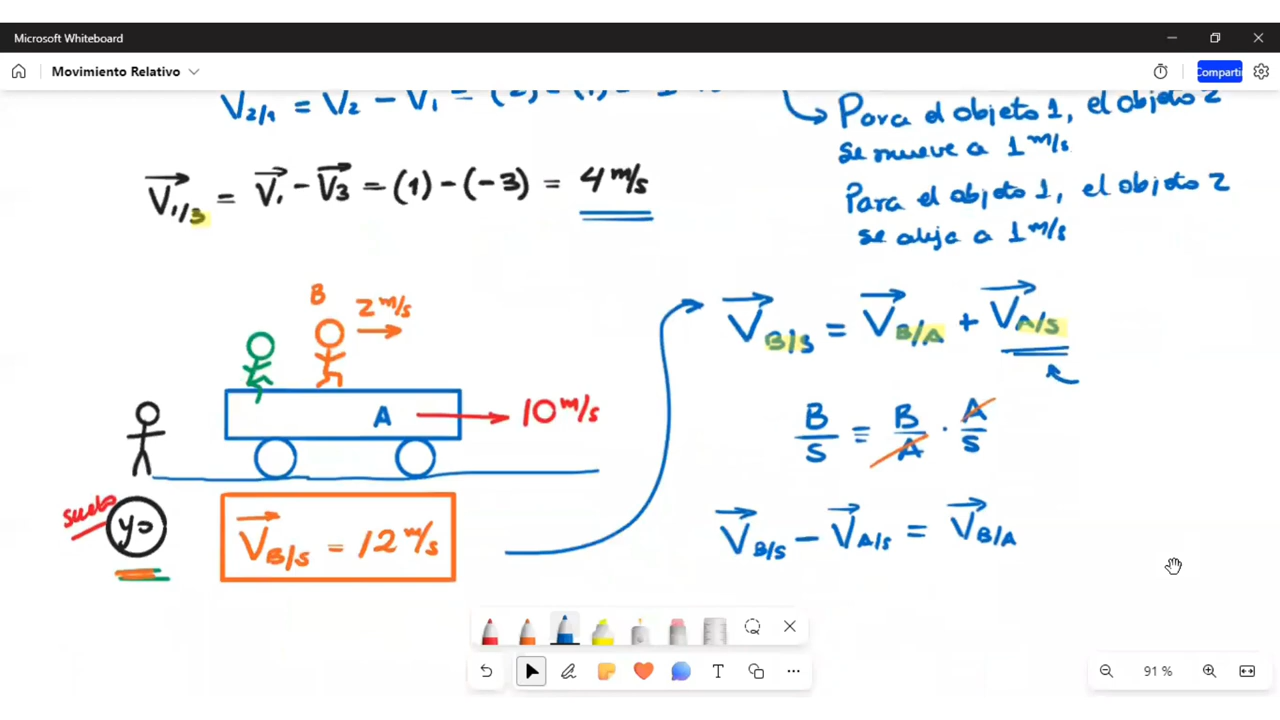 Microsoft Whiteboard
Movimiento Relativo
Compartir
V2/1 = V2 - V1 = (2) - (1) =
Para el objeto 1, el objeto 2
se mueve a 1 m/s
V1/3 = V1 - V3 = (1) - (-3) = 4 m/s
Para el objeto 1, el objeto 2
se aleja a 1 m/s
B
2 m/s
A
10 m/s
suelo
yo
VB/S = 12 m/s
VB/S = VB/A + VA/S
B/S = B/A · A/S
VB/S - VA/S = VB/A
T
91 %